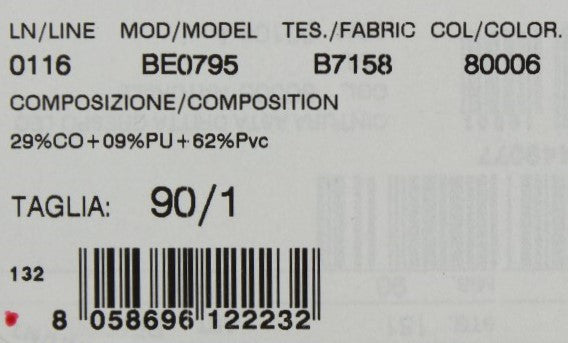 LN/LINE MOD/MODEL TES./FABRIC COL/COLOR.
0116 BE0795 B7158 80006
COMPOSIZIONE/COMPOSITION
29%CO+09%PU+62%Pvc
TAGLIA: 90/1
132
8 058696 122232